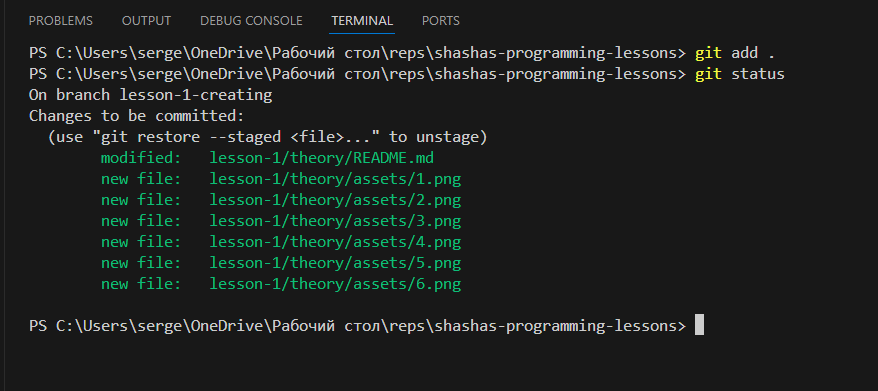 PROBLEMS OUTPUT DEBUG CONSOLE TERMINAL PORTS
PS C:\Users\serge\OneDrive\Рабочий стол\reps\shashas-programming-lessons> git add .
PS C:\Users\serge\OneDrive\Рабочий стол\reps\shashas-programming-lessons> git status
On branch lesson-1-creating
Changes to be committed:
  (use "git restore --staged <file>..." to unstage)
        modified:   lesson-1/theory/README.md
        new file:   lesson-1/theory/assets/1.png
        new file:   lesson-1/theory/assets/2.png
        new file:   lesson-1/theory/assets/3.png
        new file:   lesson-1/theory/assets/4.png
        new file:   lesson-1/theory/assets/5.png
        new file:   lesson-1/theory/assets/6.png
PS C:\Users\serge\OneDrive\Рабочий стол\reps\shashas-programming-lessons>